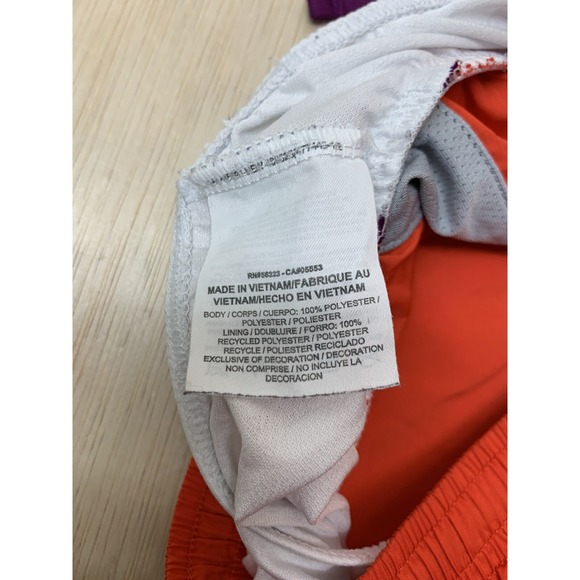 RN#56323 - CA#05553
MADE IN VIETNAM/FABRIQUE AU
VIETNAM/HECHO EN VIETNAM
BODY / CORPS / CUERPO: 100% POLYESTER /
POLYESTER / POLIESTER
LINING / DOUBLURE / FORRO: 100%
RECYCLED POLYESTER / POLYESTER
RECYCLE / POLIESTER RECICLADO
EXCLUSIVE OF DECORATION / DECORATION
NON COMPRISE / NO INCLUYE LA
DECORACION